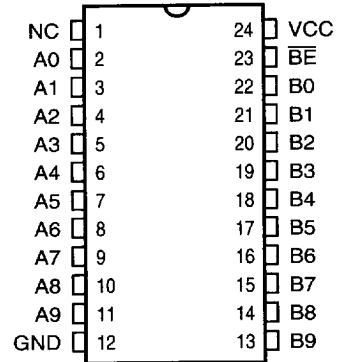 NC 1 24 VCC
A0 2 23 B̅E̅
A1 3 22 B0
A2 4 21 B1
A3 5 20 B2
A4 6 19 B3
A5 7 18 B4
A6 8 17 B5
A7 9 16 B6
A8 10 15 B7
A9 11 14 B8
GND 12 13 B9